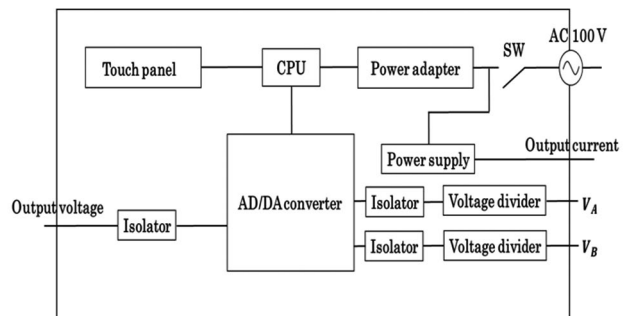 AC 100 V
SW
Touch panel
CPU
Power adapter
Output current
Power supply
AD/DA converter
Isolator
Voltage divider
V_A
Output voltage
Isolator
Isolator
Voltage divider
V_B